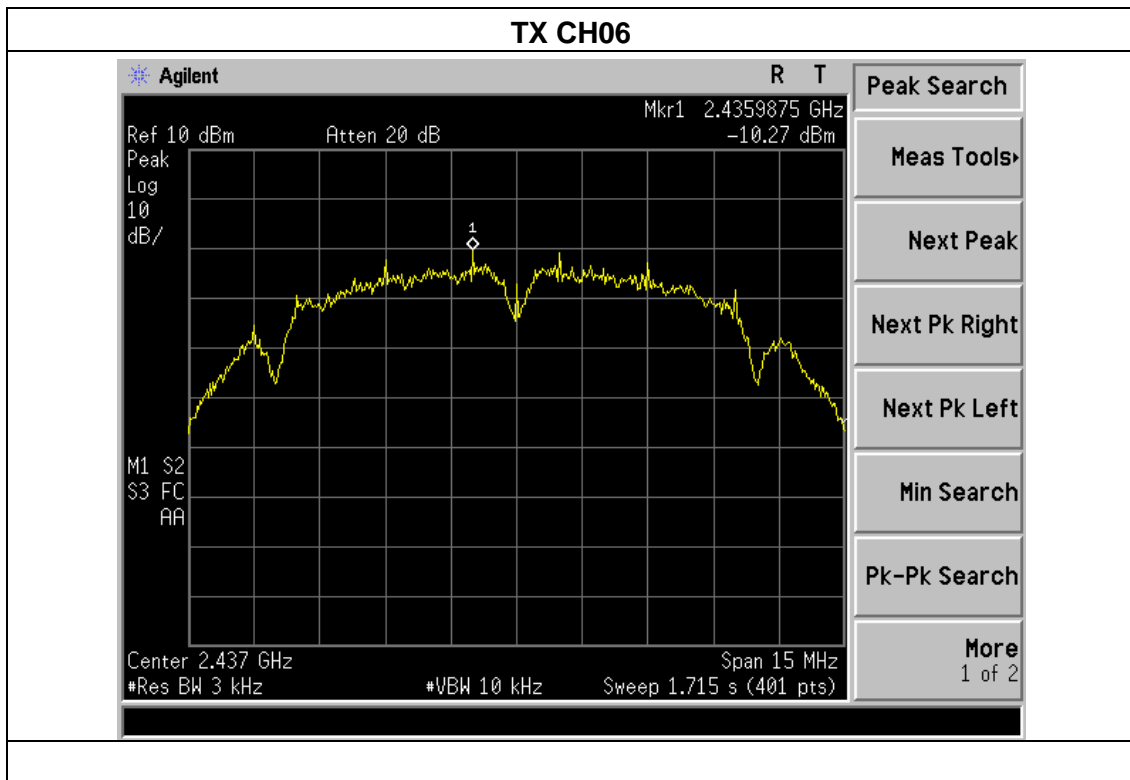 TX CH06
Agilent R T
Peak Search
Mkr1 2.4359875 GHz
Ref 10 dBm Atten 20 dB -10.27 dBm
Peak
Log
10
dB/
1
Meas Tools
Next Peak
Next Pk Right
Next Pk Left
M1 S2
S3 FC
AA
Min Search
Pk-Pk Search
More
1 of 2
Center 2.437 GHz Span 15 MHz
#Res BW 3 kHz #VBW 10 kHz Sweep 1.715 s (401 pts)